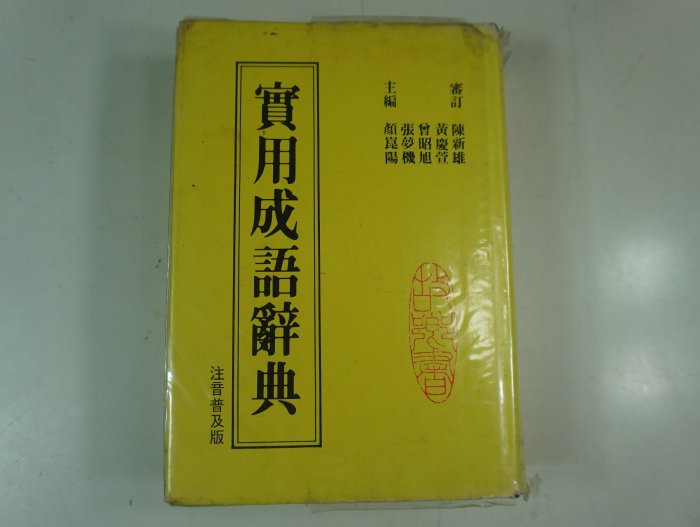 審訂 陳新雄
黃慶萱
曾昭旭
張夢機
主編 顏崑陽
實用成語辭典
注音普及版